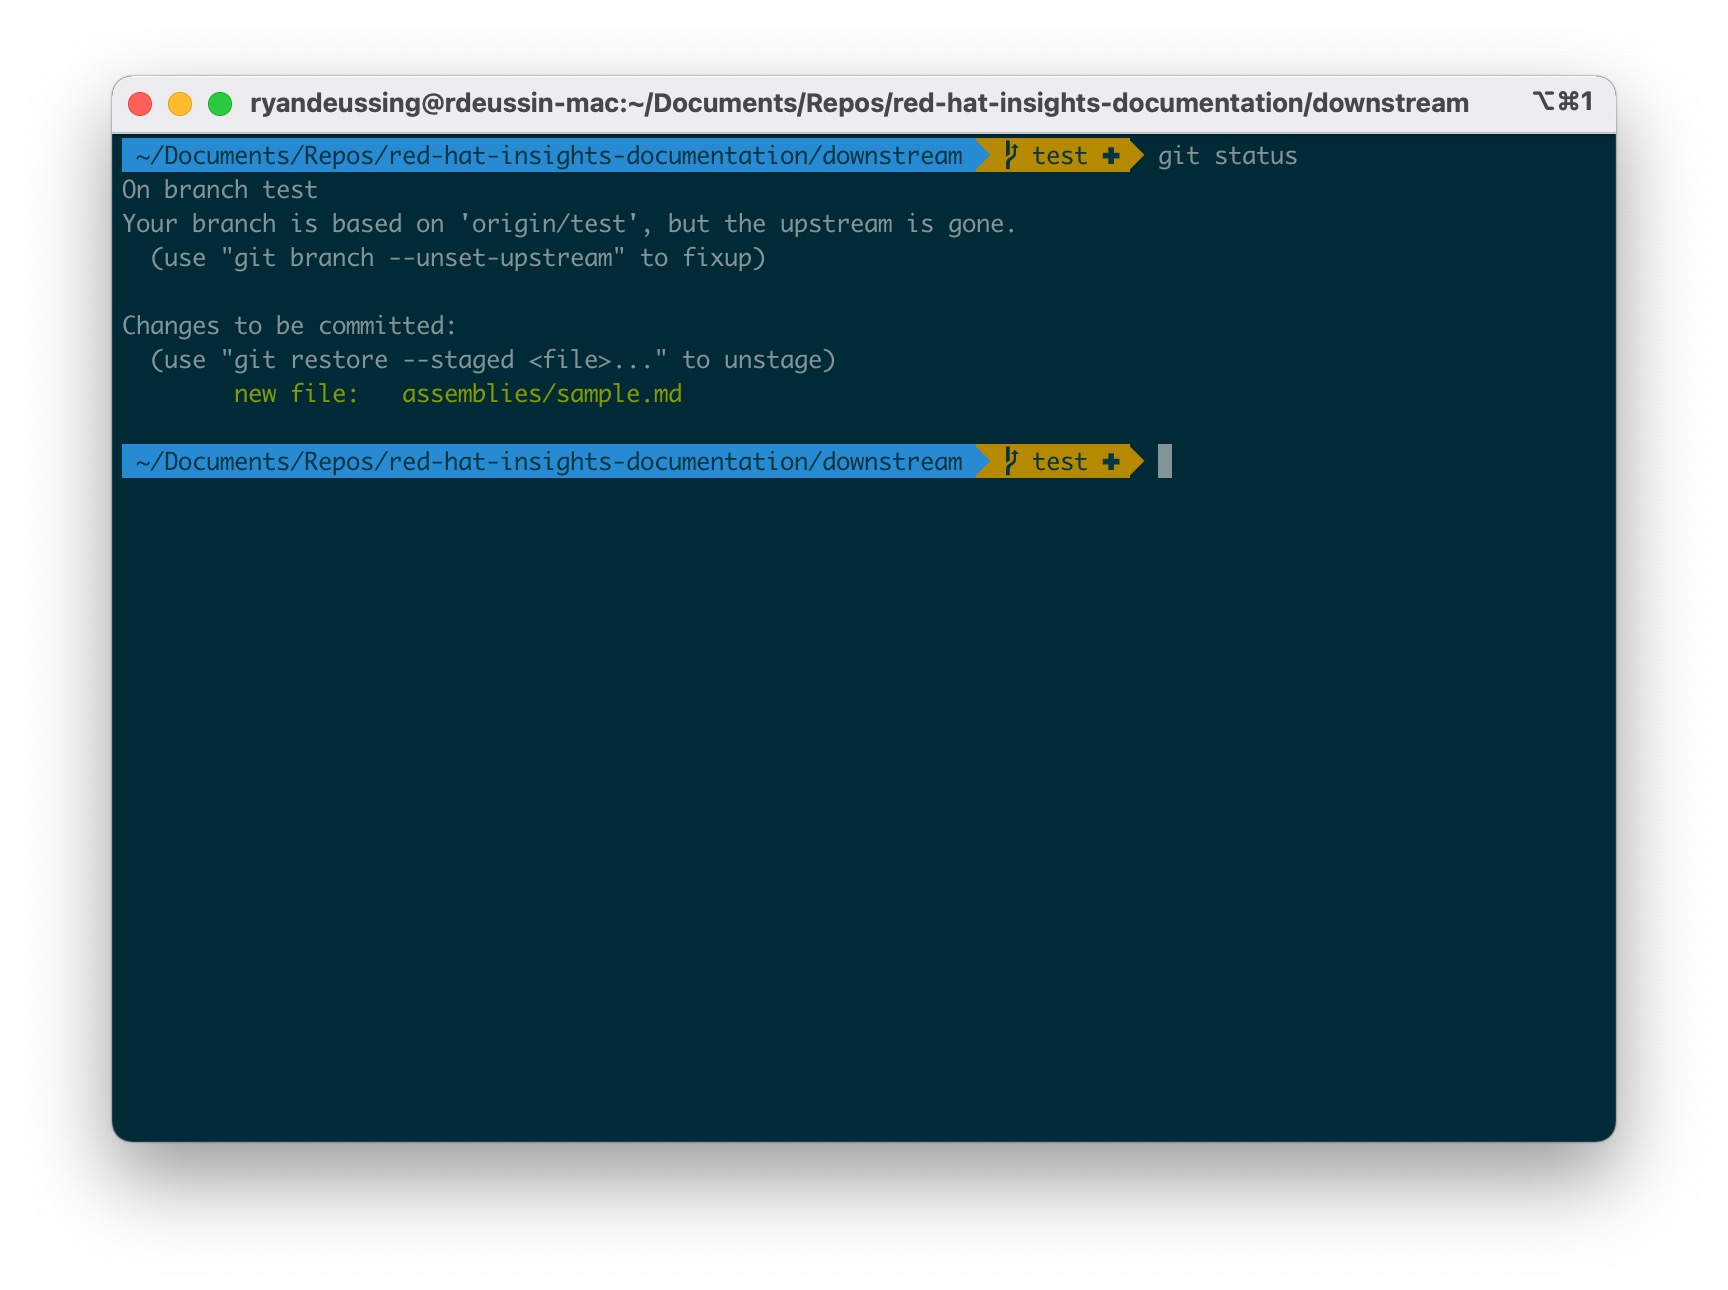 ryandeussing@rdeussin-mac:~/Documents/Repos/red-hat-insights-documentation/downstream ⌥⌘1
~/Documents/Repos/red-hat-insights-documentation/downstream test ✚ git status
On branch test
Your branch is based on 'origin/test', but the upstream is gone.
  (use "git branch --unset-upstream" to fixup)
Changes to be committed:
  (use "git restore --staged <file>..." to unstage)
        new file:   assemblies/sample.md
~/Documents/Repos/red-hat-insights-documentation/downstream test ✚